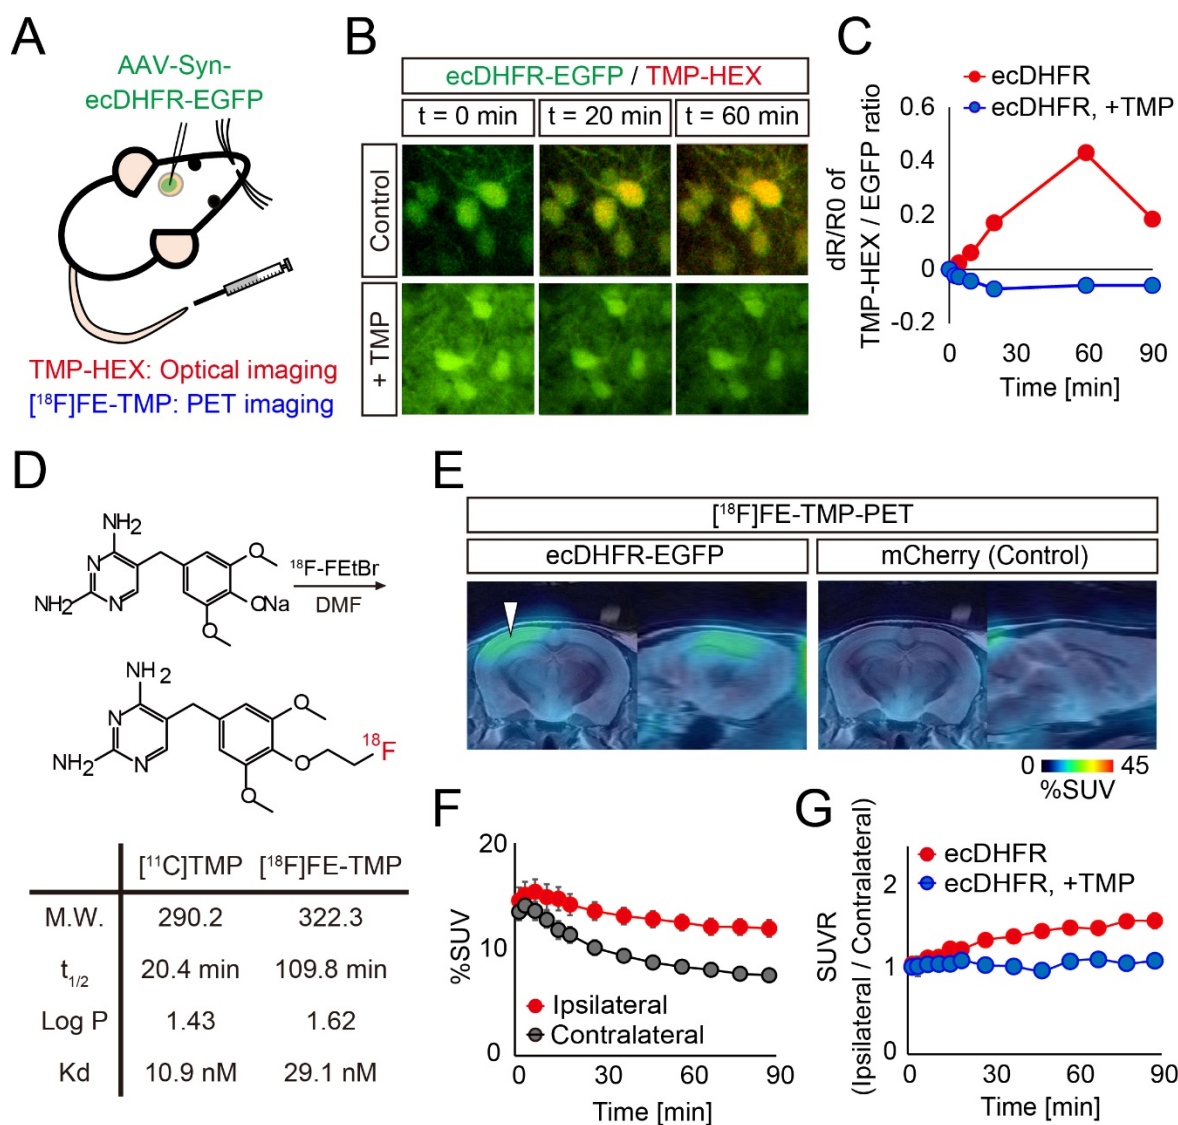 A
AAV-Syn-
ecDHFR-EGFP
TMP-HEX: Optical imaging
[¹⁸F]FE-TMP: PET imaging
B
ecDHFR-EGFP / TMP-HEX
t = 0 min t = 20 min t = 60 min
Control
+ TMP
C
ecDHFR
ecDHFR, +TMP
dR/R0 of
TMP-HEX / EGFP ratio
0.6
0.4
0.2
0
-0.2
0 30 60 90
Time [min]
D
NH₂
N
NH₂ N
O
ONa
O
¹⁸F-FEtBr
DMF
NH₂
N
NH₂ N
O
O
O
¹⁸F
[¹¹C]TMP [¹⁸F]FE-TMP
M.W. 290.2 322.3
t₁/₂ 20.4 min 109.8 min
Log P 1.43 1.62
Kd 10.9 nM 29.1 nM
E
[¹⁸F]FE-TMP-PET
ecDHFR-EGFP mCherry (Control)
0 45
%SUV
F
%SUV
20
10
0
Ipsilateral
Contralateral
0 30 60 90
Time [min]
G
SUVR
(Ipsilateral / Contralateral)
ecDHFR
ecDHFR, +TMP
2
1
0
0 30 60 90
Time [min]